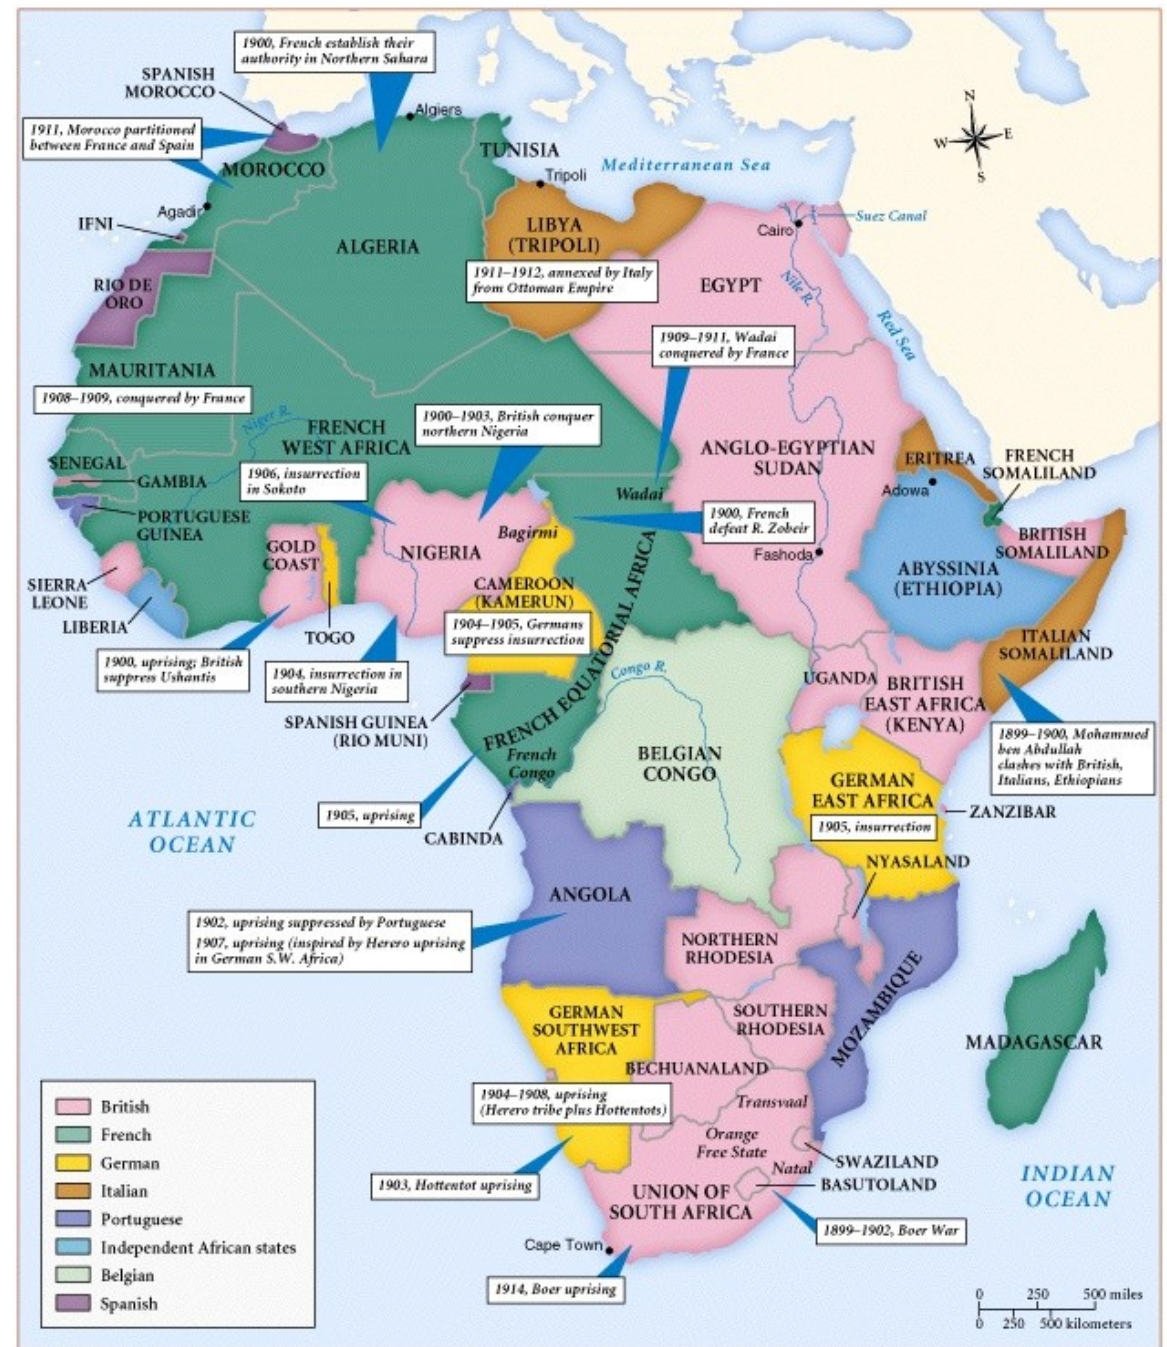 1900, French establish their
authority in Northern Sahara
SPANISH
MOROCCO
Algiers
1911, Morocco partitioned
between France and Spain
MOROCCO
TUNISIA
Mediterranean Sea
Tripoli
N
W
E
S
Agadir
IFNI
ALGERIA
LIBYA
(TRIPOLI)
Cairo
Suez Canal
1911–1912, annexed by Italy
from Ottoman Empire
EGYPT
Nile R.
Red Sea
RIO DE
ORO
1909–1911, Wadai
conquered by France
MAURITANIA
1908–1909, conquered by France
Niger R.
FRENCH
WEST AFRICA
1900–1903, British conquer
northern Nigeria
ANGLO-EGYPTIAN
SUDAN
ERITREA
FRENCH
SOMALILAND
SENEGAL
GAMBIA
1906, insurrection
in Sokoto
Wadai
Adowa
PORTUGUESE
GUINEA
Bagirmi
1900, French
defeat R. Zobeir
Fashoda
BRITISH
SOMALILAND
GOLD
COAST
NIGERIA
ABYSSINIA
(ETHIOPIA)
SIERRA
LEONE
LIBERIA
TOGO
CAMEROON
(KAMERUN)
1904–1905, Germans
suppress insurrection
FRENCH EQUATORIAL AFRICA
ITALIAN
SOMALILAND
1900, uprising; British
suppress Ushantis
1904, insurrection in
southern Nigeria
Congo R.
UGANDA
BRITISH
EAST AFRICA
(KENYA)
SPANISH GUINEA
(RIO MUNI)
French
Congo
BELGIAN
CONGO
1899–1900, Mohammed
ben Abdullah
clashes with British,
Italians, Ethiopians
GERMAN
EAST AFRICA
1905, insurrection
ZANZIBAR
1905, uprising
CABINDA
ATLANTIC
OCEAN
NYASALAND
ANGOLA
1902, uprising suppressed by Portuguese
1907, uprising (inspired by Herero uprising
in German S.W. Africa)
NORTHERN
RHODESIA
MOZAMBIQUE
GERMAN
SOUTHWEST
AFRICA
SOUTHERN
RHODESIA
MADAGASCAR
BECHUANALAND
1904–1908, uprising
(Herero tribe plus Hottentots)
Transvaal
Orange
Free State
Natal
SWAZILAND
BASUTOLAND
1903, Hottentot uprising
UNION OF
SOUTH AFRICA
INDIAN
OCEAN
1899–1902, Boer War
Cape Town
1914, Boer uprising
British
French
German
Italian
Portuguese
Independent African states
Belgian
Spanish
0 250 500 miles
0 250 500 kilometers